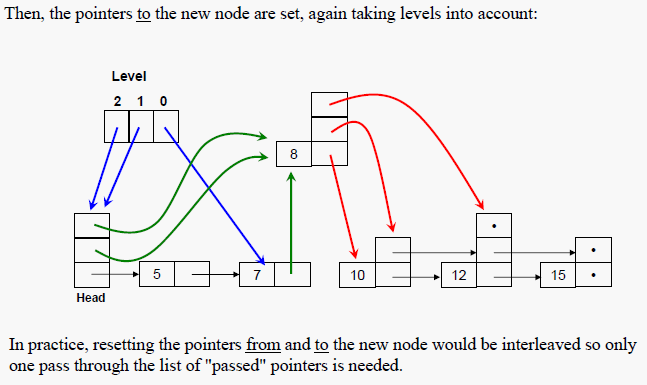 Then, the pointers to the new node are set, again taking levels into account:
Level
2 1 0
8
5
7
10
12
15
Head
In practice, resetting the pointers from and to the new node would be interleaved so only
one pass through the list of "passed" pointers is needed.